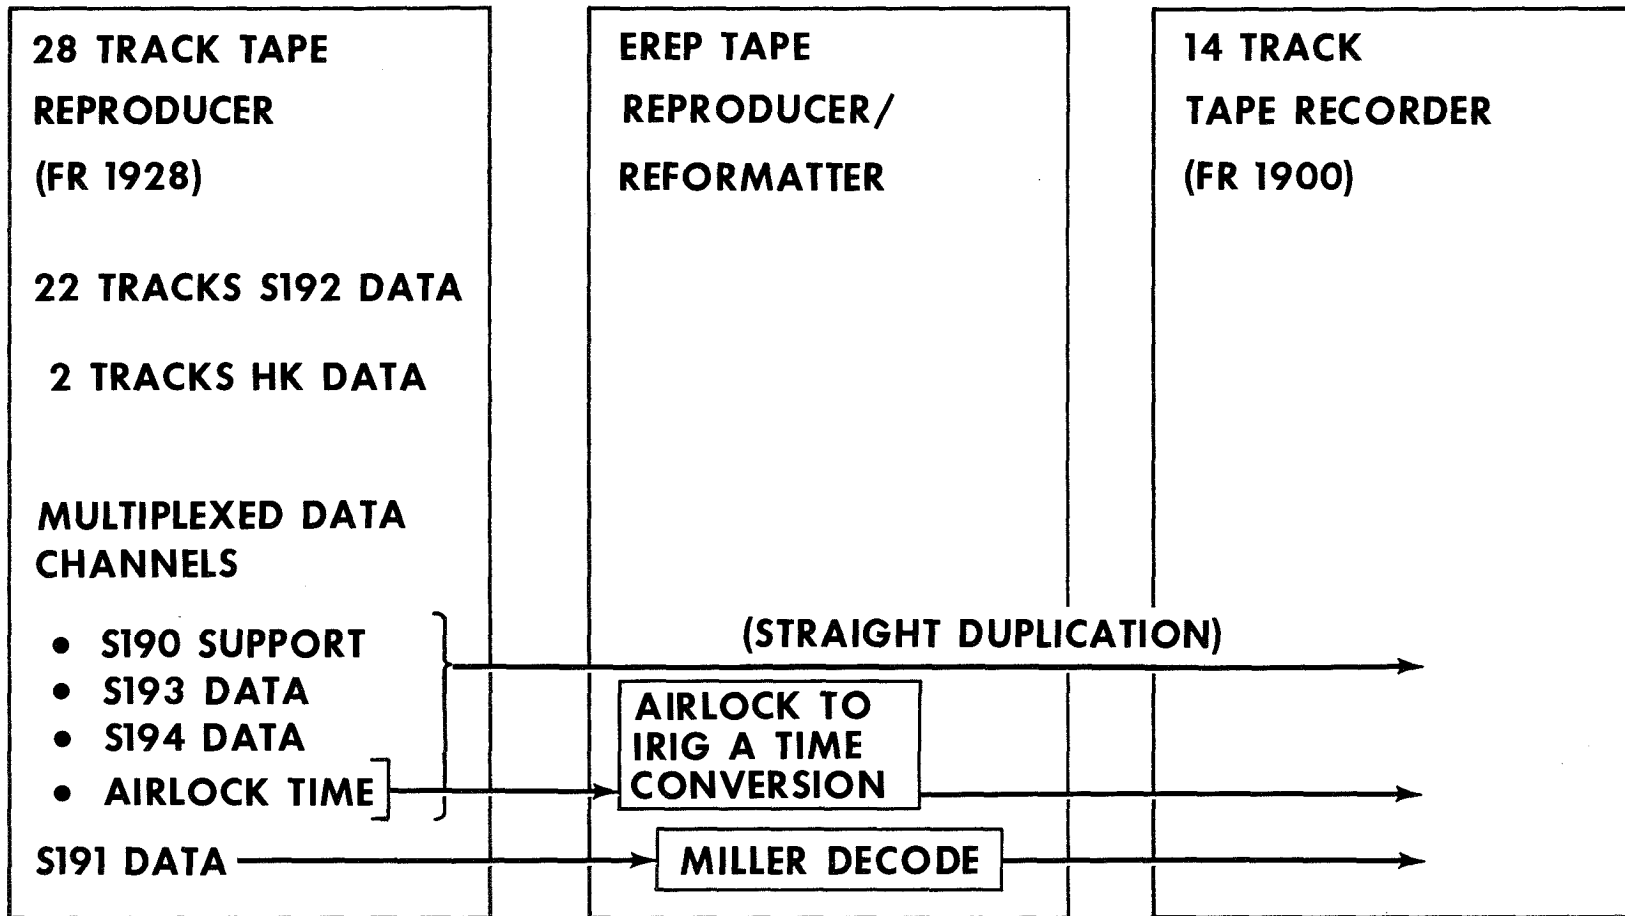 28 TRACK TAPE
REPRODUCER
(FR 1928)
22 TRACKS S192 DATA
2 TRACKS HK DATA
MULTIPLEXED DATA
CHANNELS
• S190 SUPPORT
• S193 DATA
• S194 DATA
• AIRLOCK TIME
S191 DATA
EREP TAPE
REPRODUCER/
REFORMATTER
(STRAIGHT DUPLICATION)
AIRLOCK TO
IRIG A TIME
CONVERSION
MILLER DECODE
14 TRACK
TAPE RECORDER
(FR 1900)